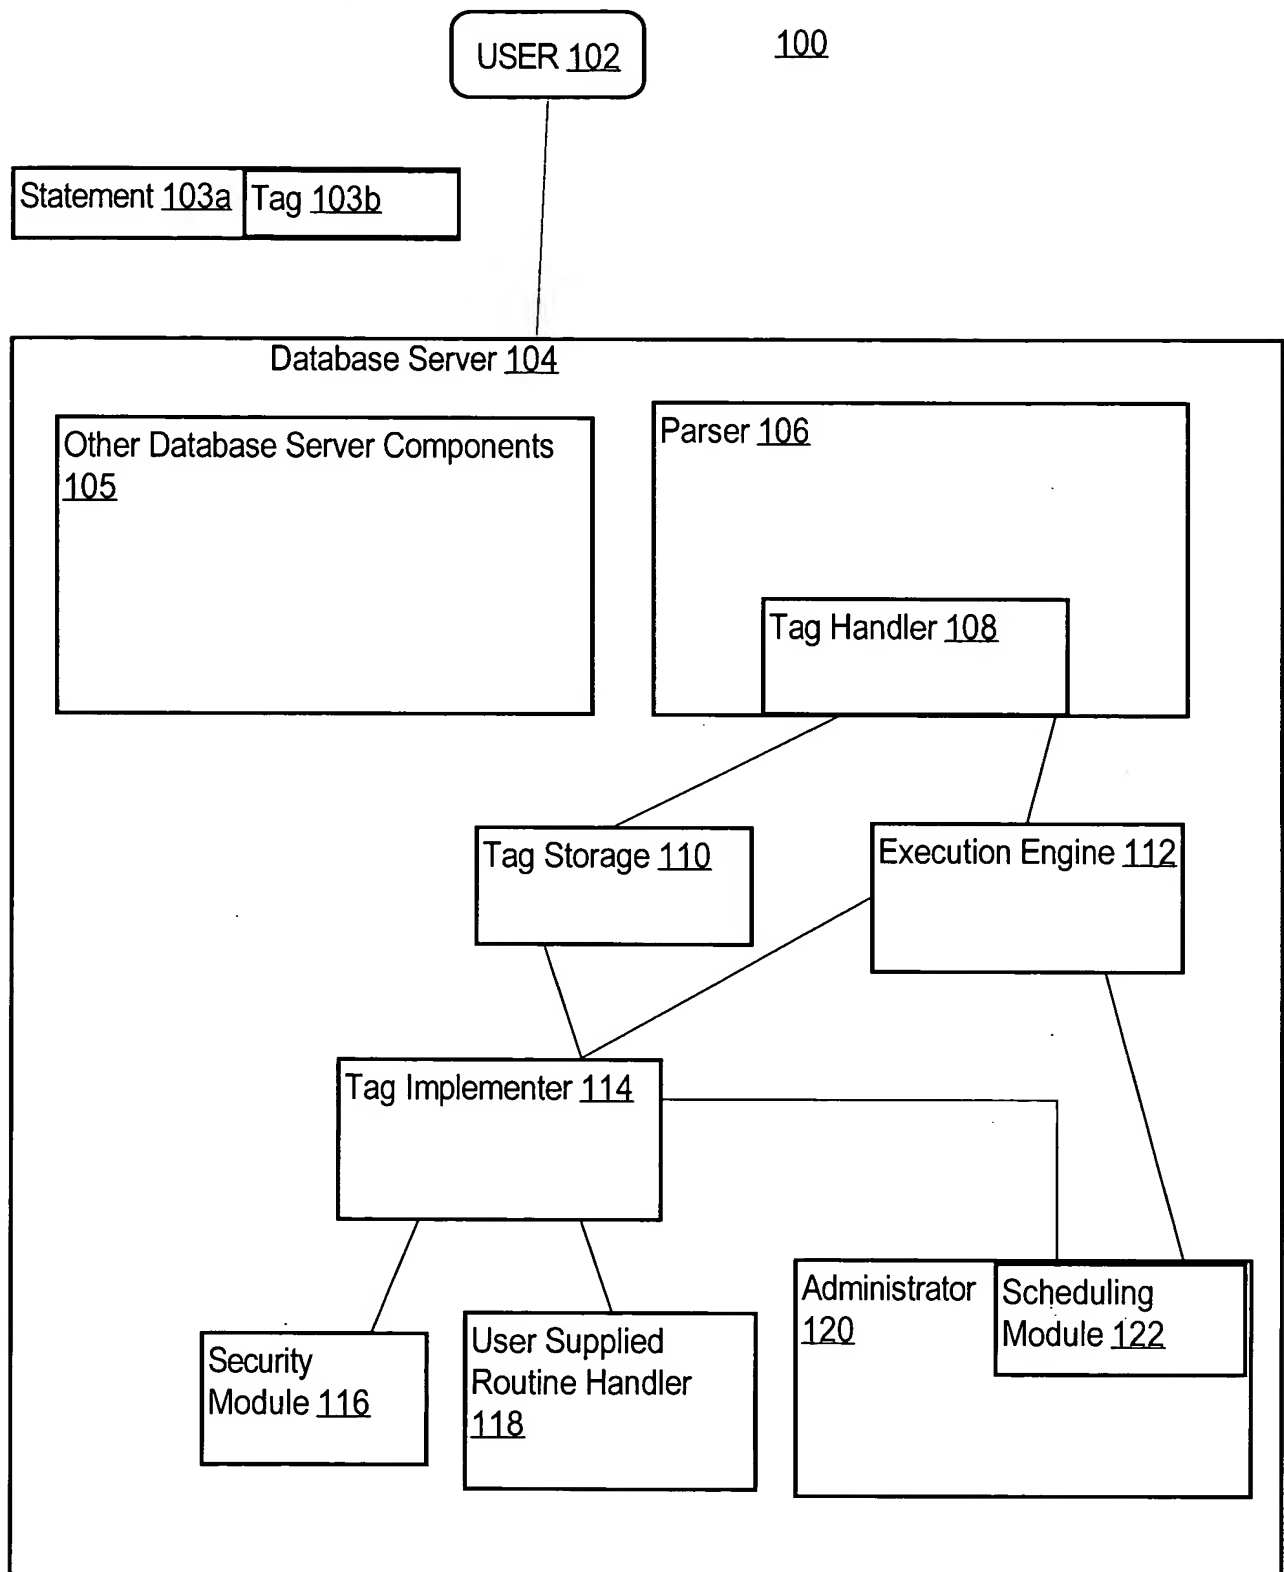 USER 102
100
Statement 103a
Tag 103b
Database Server 104
Other Database Server Components
105
Parser 106
Tag Handler 108
Tag Storage 110
Execution Engine 112
Tag Implementer 114
Security
Module 116
User Supplied
Routine Handler
118
Administrator
120
Scheduling
Module 122